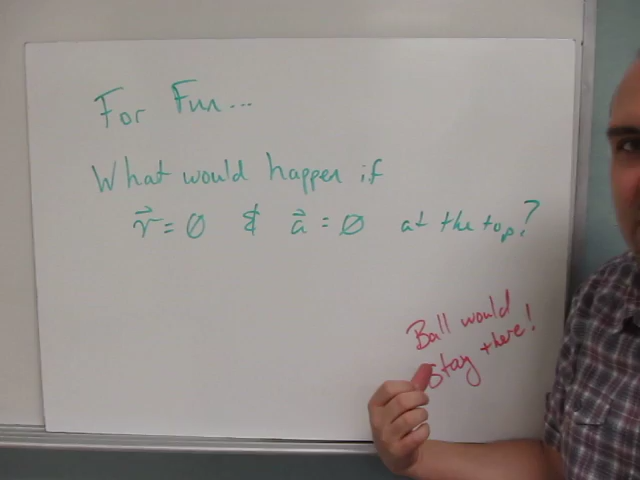 For Fun...
What would happen if
v⃗ = 0 & a⃗ = 0 at the top?
Ball would
stay there!